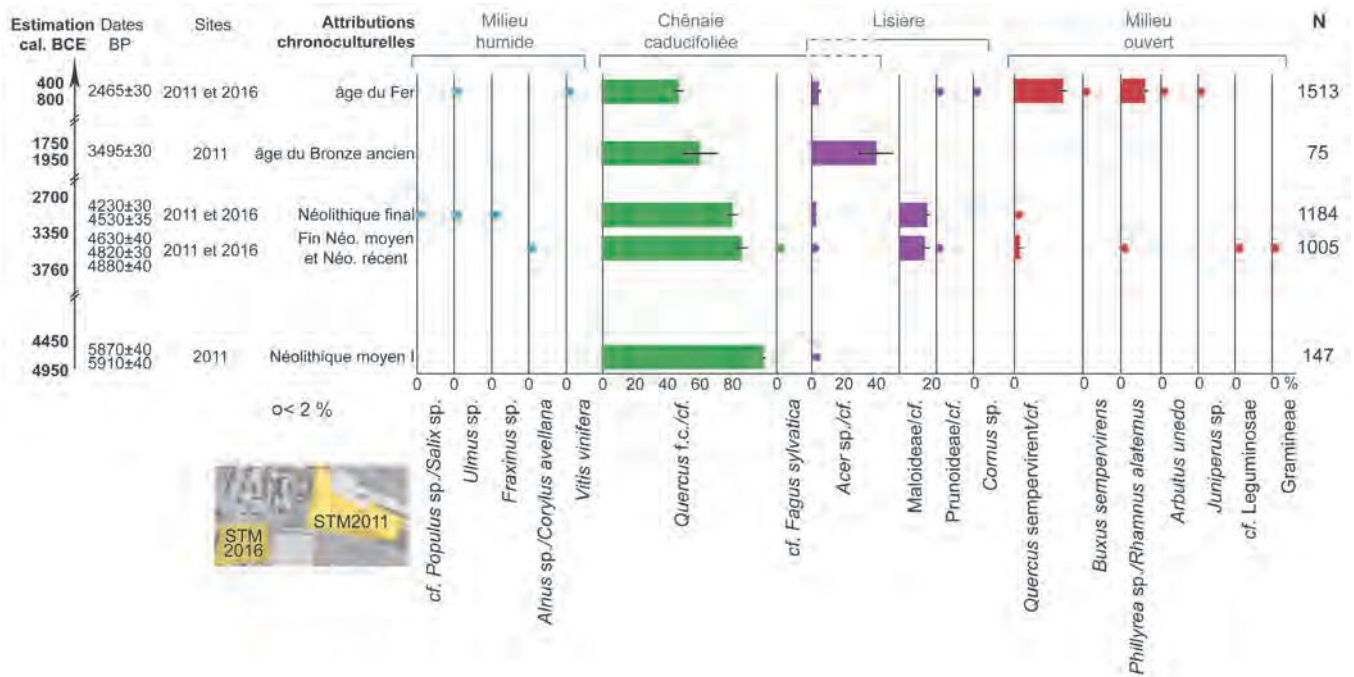 Estimation cal. BCE
Dates BP
Sites
Attributions chronoculturelles
Milieu humide
Chênaie caducifoliée
Lisière
Milieu ouvert
N
400
800
2465±30
2011 et 2016
âge du Fer
1513
1750
1950
3495±30
2011
âge du Bronze ancien
75
2700
4230±30
4530±35
2011 et 2016
Néolithique final
1184
3350
4630±40
4820±30
4880±40
2011 et 2016
Fin Néo. moyen
et Néo. récent
1005
3760
4450
4950
5870±40
5910±40
2011
Néolithique moyen I
147
0 0 0 0 0 0 20 40 60 80 0 0 20 40 20 0 0 0 0 0 0 0 0 0 %
o< 2 %
cf. Populus sp./Salix sp.
Ulmus sp.
Fraxinus sp.
Alnus sp./Corylus avellana
Vitis vinifera
Quercus f.c./cf.
cf. Fagus sylvatica
Acer sp./cf.
Maloideae/cf.
Prunoideae/cf.
Cornus sp.
Quercus sempervirent/cf.
Buxus sempervirens
Phillyrea sp./Rhamnus alaternus
Arbutus unedo
Juniperus sp.
cf. Leguminosae
Gramineae
STM2011
STM
2016